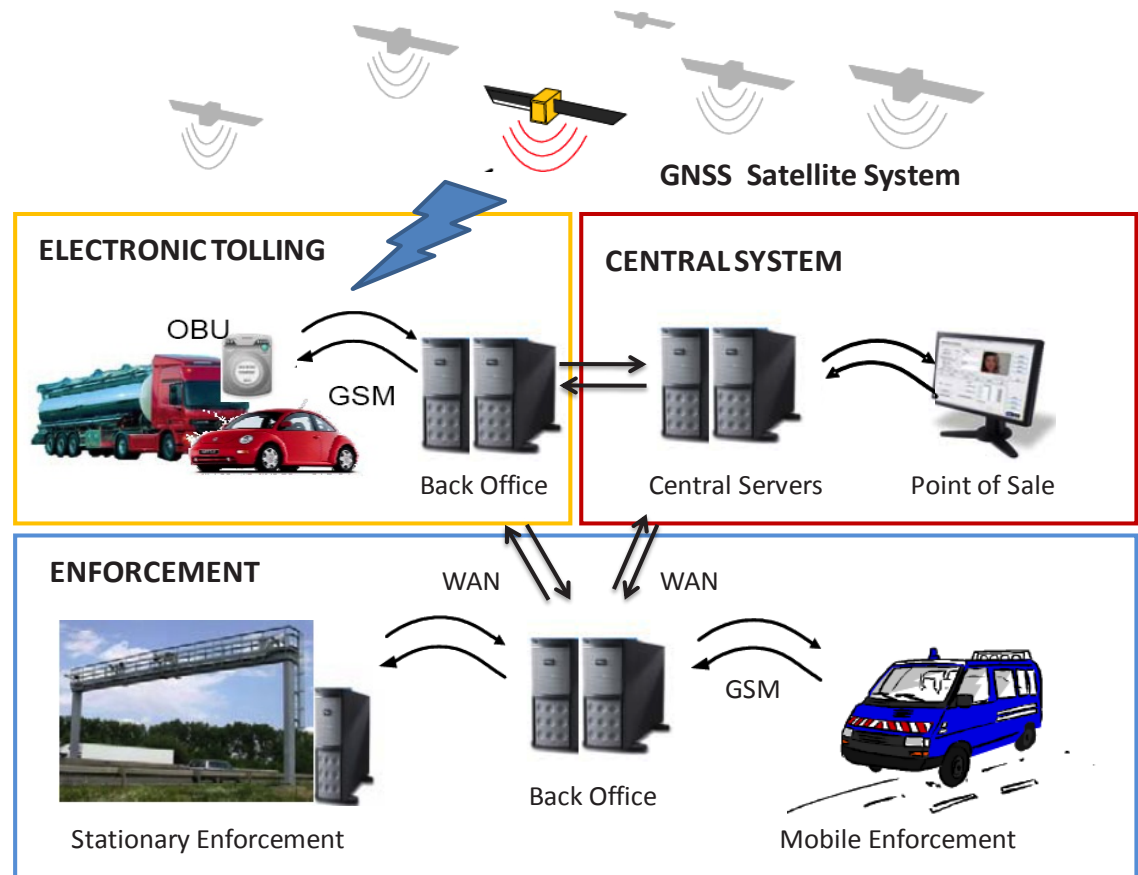 GNSS Satellite System
ELECTRONIC TOLLING
CENTRAL SYSTEM
OBU
GSM
Back Office
Central Servers
Point of Sale
ENFORCEMENT
WAN
WAN
GSM
Back Office
Stationary Enforcement
Mobile Enforcement